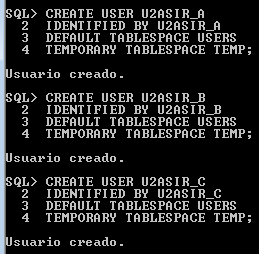 SQL> CREATE USER U2ASIR_A
2 IDENTIFIED BY U2ASIR_A
3 DEFAULT TABLESPACE USERS
4 TEMPORARY TABLESPACE TEMP;
Usuario creado.
SQL> CREATE USER U2ASIR_B
2 IDENTIFIED BY U2ASIR_B
3 DEFAULT TABLESPACE USERS
4 TEMPORARY TABLESPACE TEMP;
Usuario creado.
SQL> CREATE USER U2ASIR_C
2 IDENTIFIED BY U2ASIR_C
3 DEFAULT TABLESPACE USERS
4 TEMPORARY TABLESPACE TEMP;
Usuario creado.